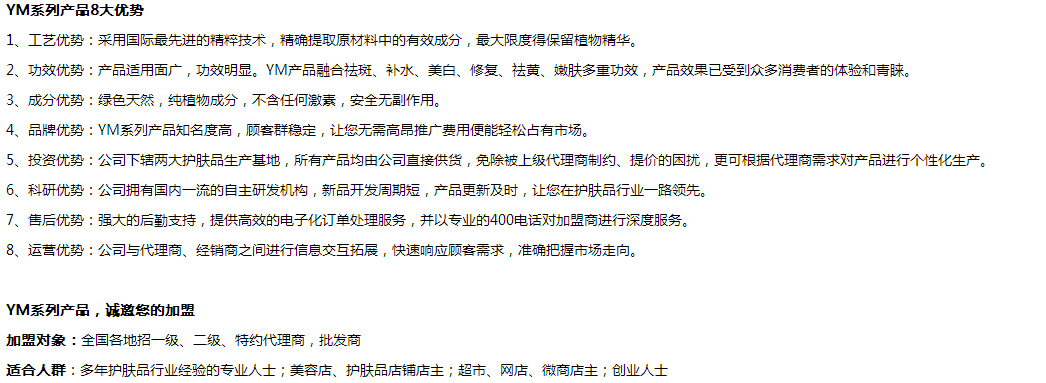 YM系列产品8大优势
1、工艺优势：采用国际最先进的精粹技术，精确提取原材料中的有效成分，最大限度得保留植物精华。
2、功效优势：产品适用面广，功效明显。YM产品融合祛斑、补水、美白、修复、祛黄、嫩肤多重功效，产品效果已受到众多消费者的体验和青睐。
3、成分优势：绿色天然，纯植物成分，不含任何激素，安全无副作用。
4、品牌优势：YM系列产品知名度高，顾客群稳定，让您无需高昂推广费用便能轻松占有市场。
5、投资优势：公司下辖两大护肤品生产基地，所有产品均由公司直接供货，免除被上级代理商制约、提价的困扰，更可根据代理商需求对产品进行个性化生产。
6、科研优势：公司拥有国内一流的自主研发机构，新品开发周期短，产品更新及时，让您在护肤品行业一路领先。
7、售后优势：强大的后勤支持，提供高效的电子化订单处理服务，并以专业的400电话对加盟商进行深度服务。
8、运营优势：公司与代理商、经销商之间进行信息交互拓展，快速响应顾客需求，准确把握市场走向。
YM系列产品，诚邀您的加盟
加盟对象：全国各地招一级、二级、特约代理商，批发商
适合人群：多年护肤品行业经验的专业人士；美容店、护肤品店铺店主；超市、网店、微商店主；创业人士